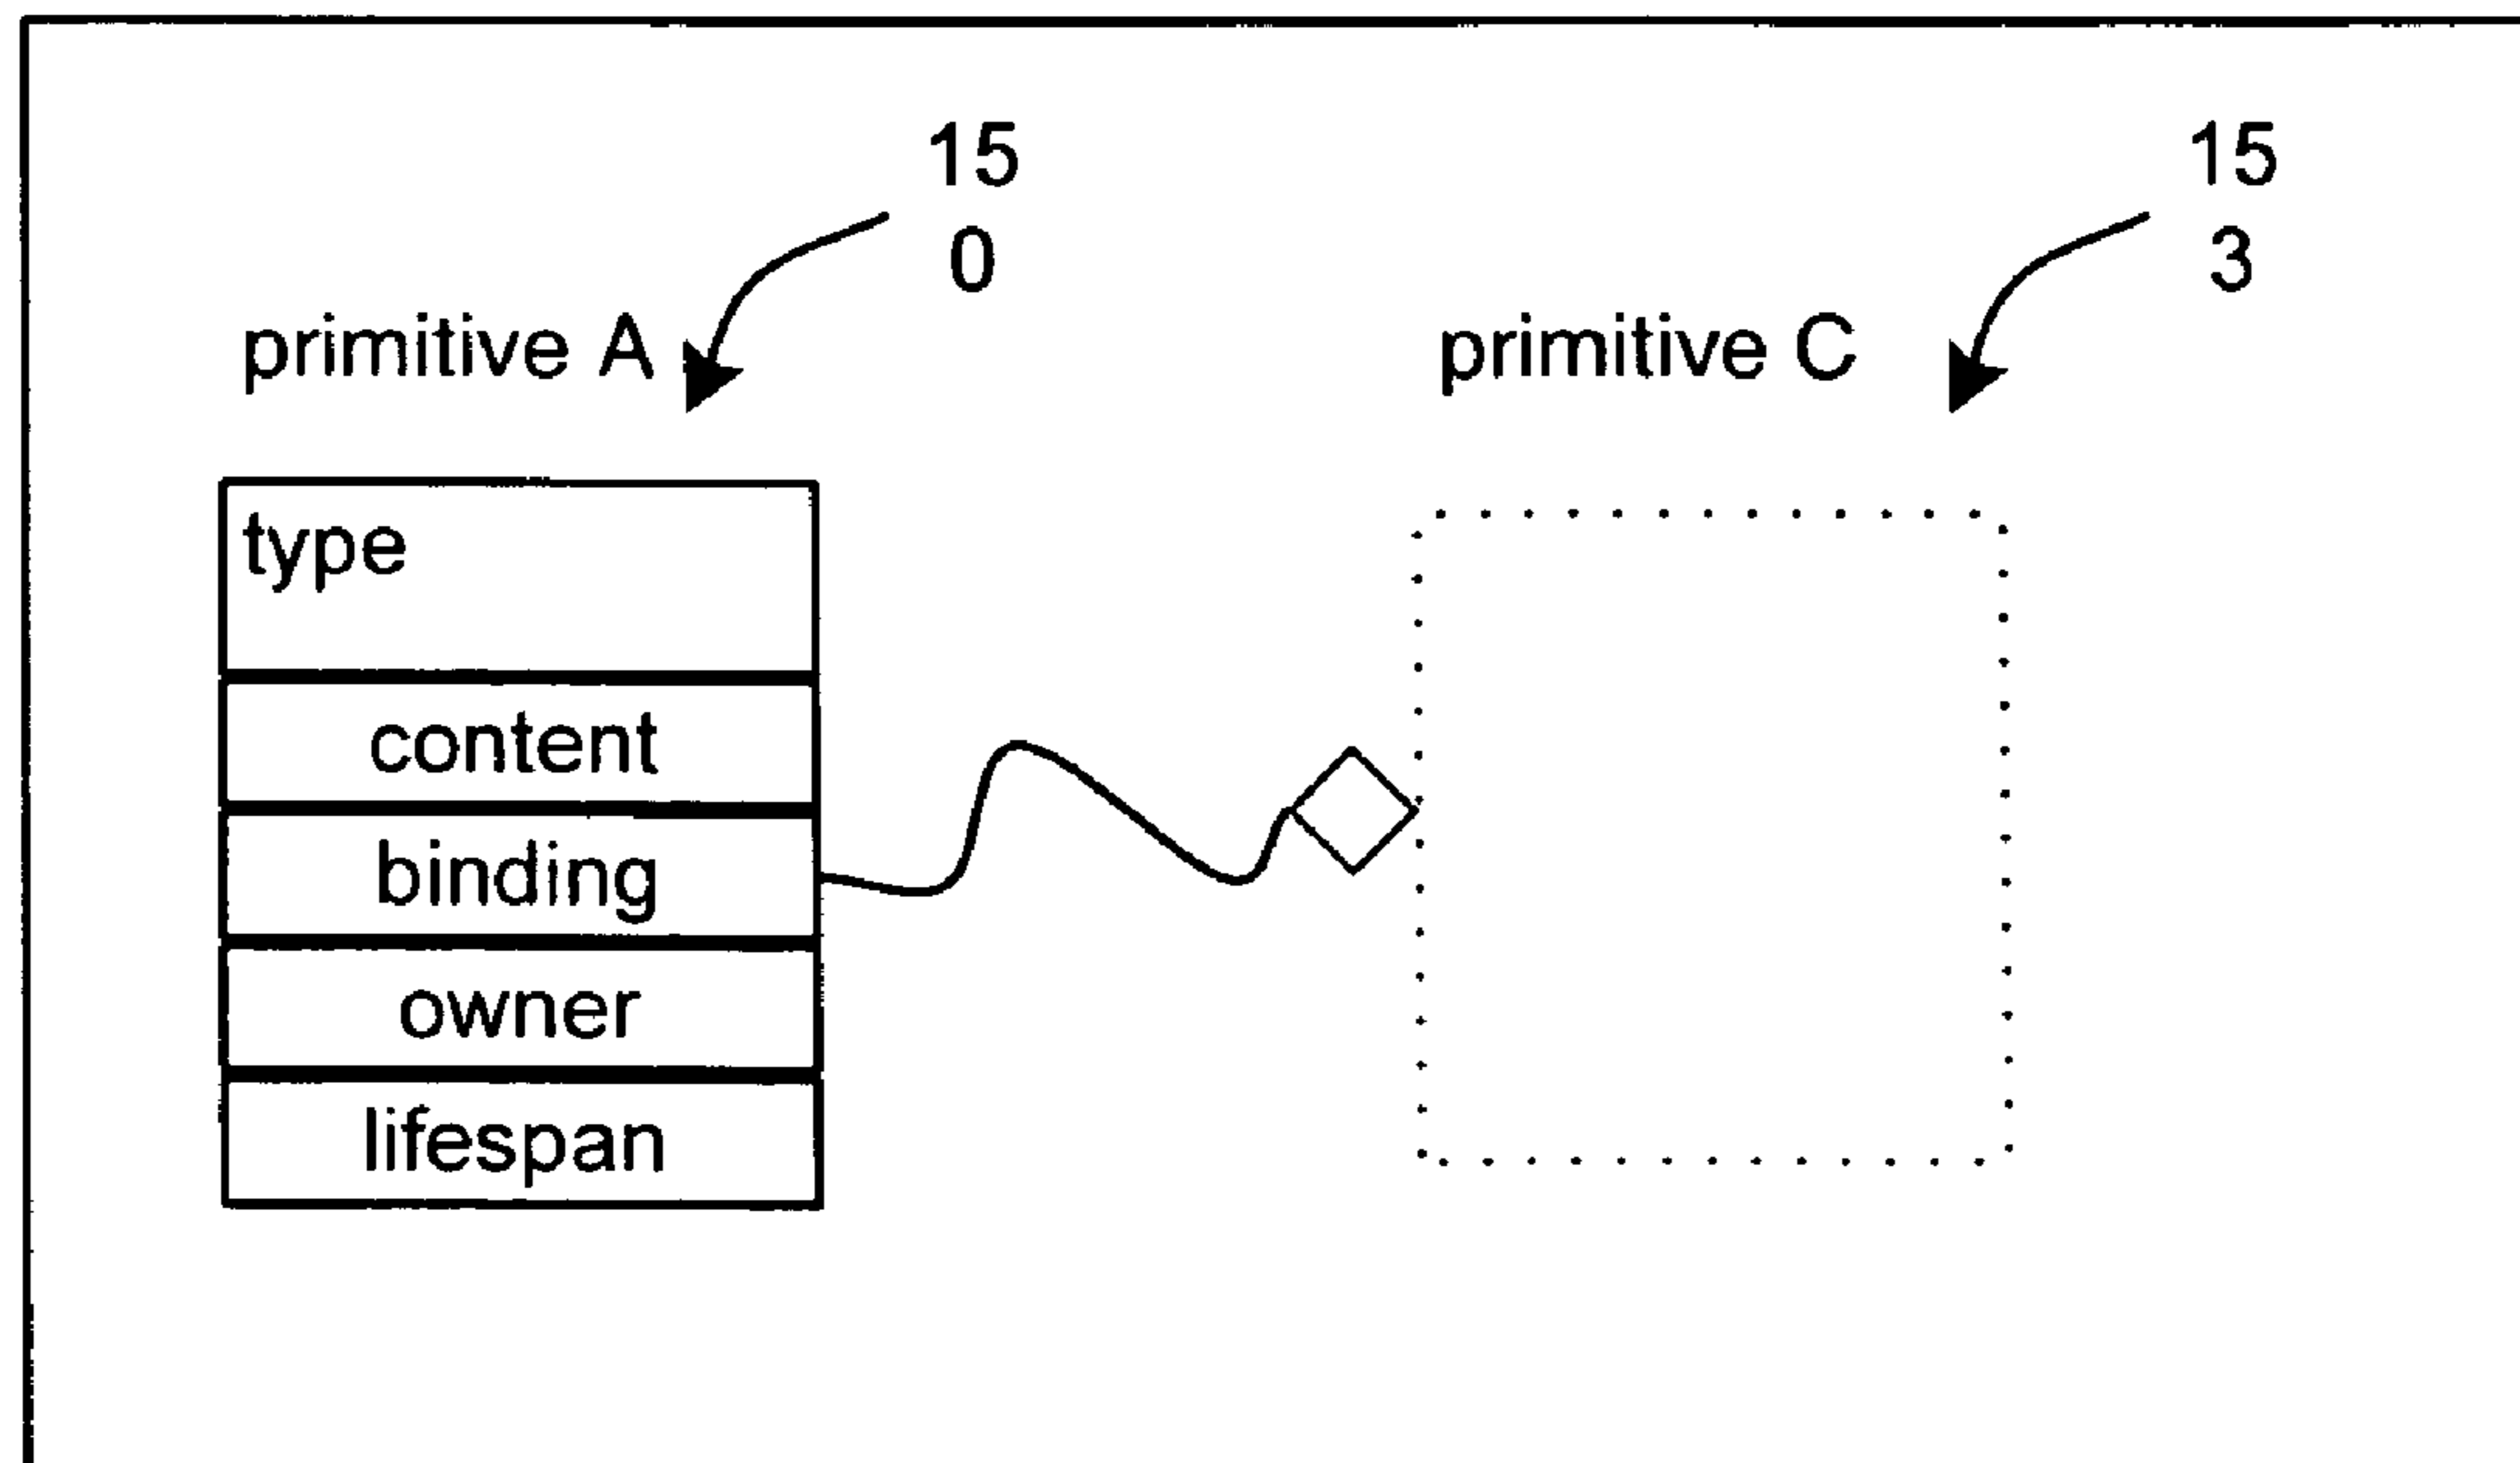 15
0
primitive A
15
3
primitive C
type
content
binding
owner
lifespan